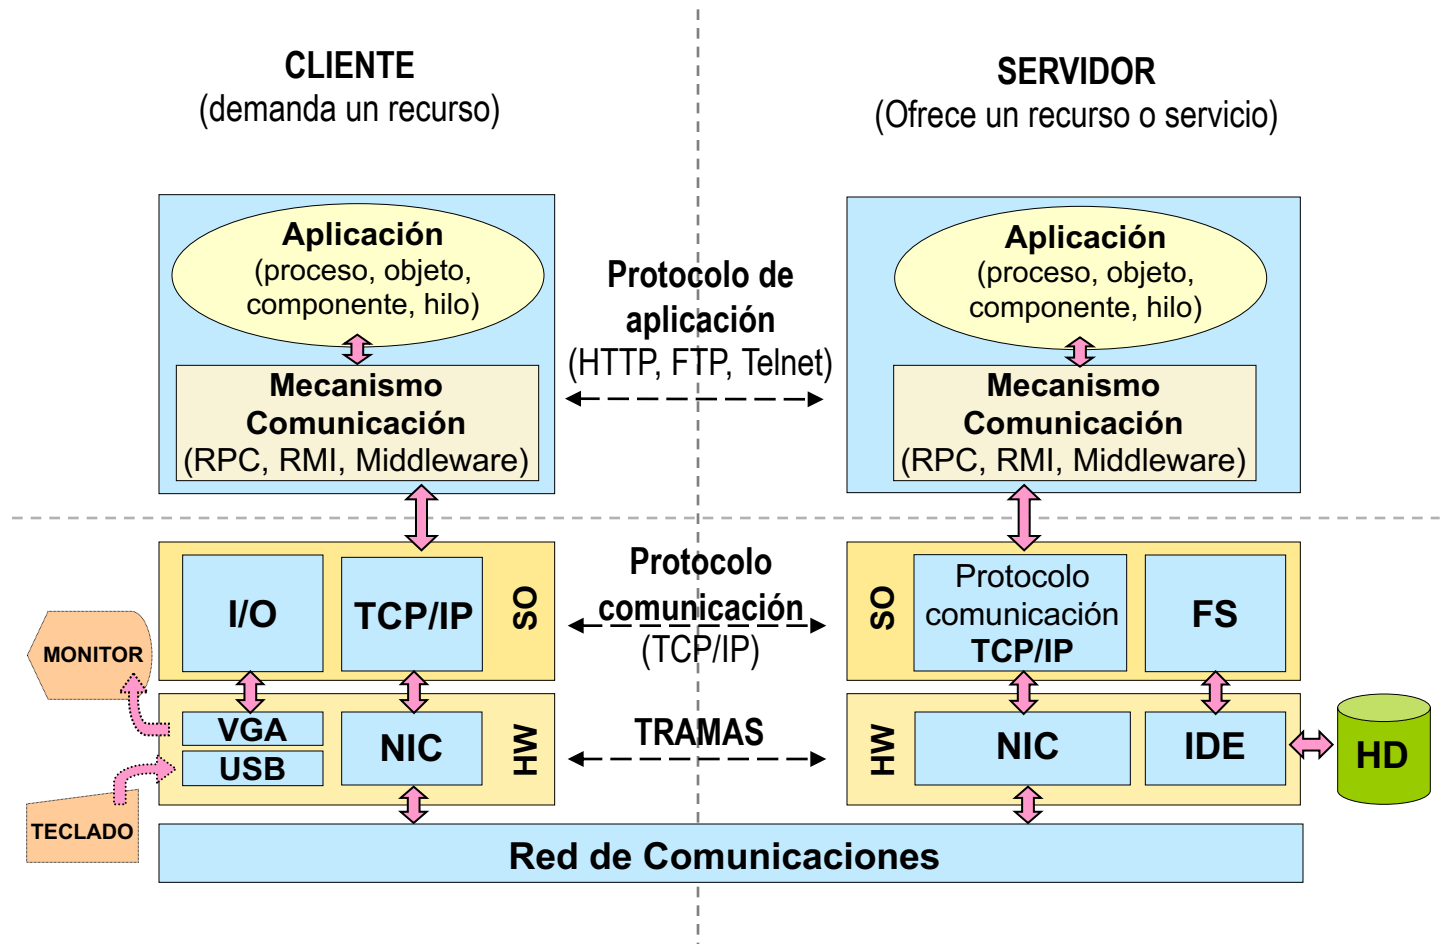 CLIENTE
(demanda un recurso)
SERVIDOR
(Ofrece un recurso o servicio)
Aplicación
(proceso, objeto,
componente, hilo)
Mecanismo
Comunicación
(RPC, RMI, Middleware)
Protocolo de
aplicación
(HTTP, FTP, Telnet)
Aplicación
(proceso, objeto,
componente, hilo)
Mecanismo
Comunicación
(RPC, RMI, Middleware)
I/O
TCP/IP
SO
Protocolo
comunicación
(TCP/IP)
SO
Protocolo
comunicación
TCP/IP
FS
MONITOR
VGA
USB
NIC
HW
TRAMAS
HW
NIC
IDE
HD
TECLADO
Red de Comunicaciones